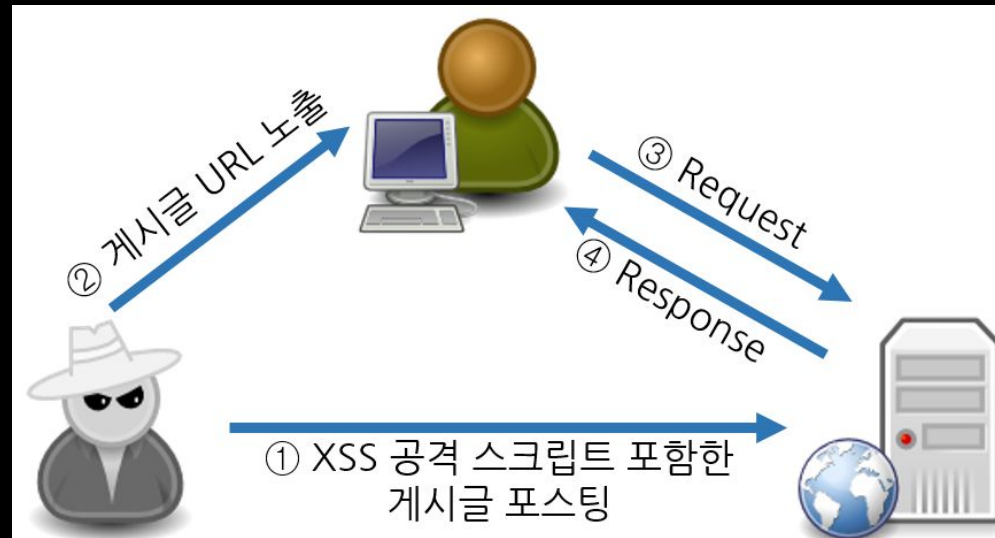 ② 게시글 URL 노출
③ Request
④ Response
① XSS 공격 스크립트 포함한
게시글 포스팅